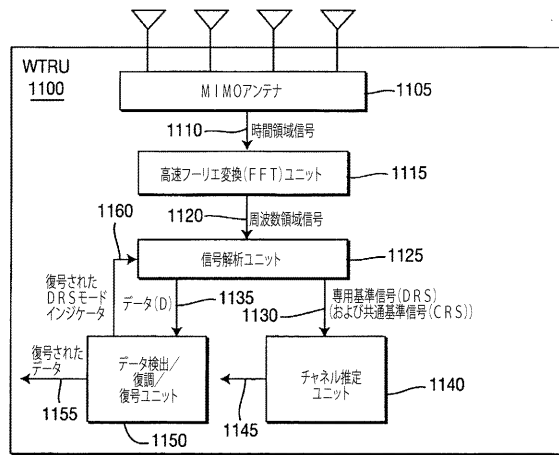 WTRU
1100
MIMOアンテナ
1105
1110
時間領域信号
高速フーリエ変換(FFT)ユニット
1115
1120
周波数領域信号
1160
信号解析ユニット
1125
復号された
DRSモード
インジケータ
データ(D)
1135
1130
専用基準信号(DRS)
(および共通基準信号(CRS))
復号された
データ
1155
データ検出/
復調/
復号ユニット
1150
1145
チャネル推定
ユニット
1140